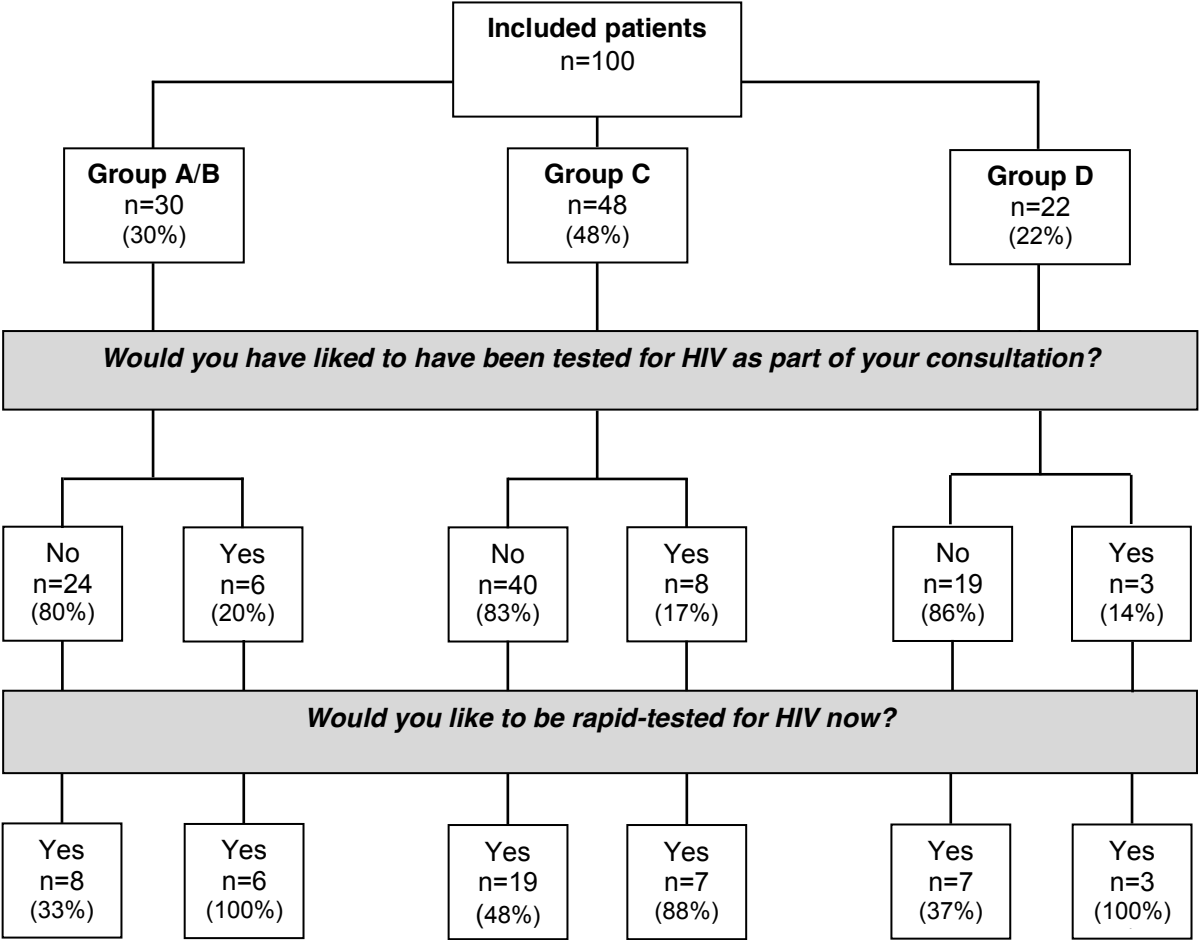 Included patients
n=100
Group A/B
n=30
(30%)
Group C
n=48
(48%)
Group D
n=22
(22%)
Would you have liked to have been tested for HIV as part of your consultation?
No
n=24
(80%)
Yes
n=6
(20%)
No
n=40
(83%)
Yes
n=8
(17%)
No
n=19
(86%)
Yes
n=3
(14%)
Would you like to be rapid-tested for HIV now?
Yes
n=8
(33%)
Yes
n=6
(100%)
Yes
n=19
(48%)
Yes
n=7
(88%)
Yes
n=7
(37%)
Yes
n=3
(100%)